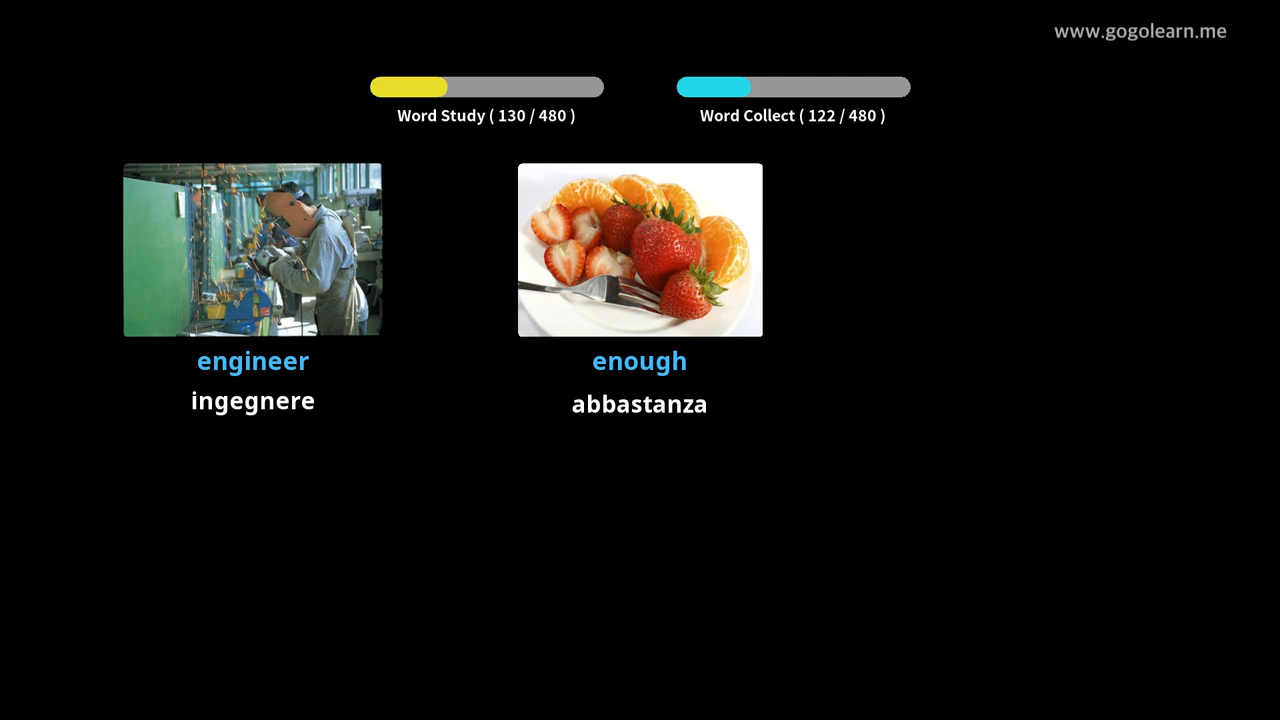 www.gogolearn.me
Word Study ( 130 / 480 )
Word Collect ( 122 / 480 )
engineer
ingegnere
enough
abbastanza